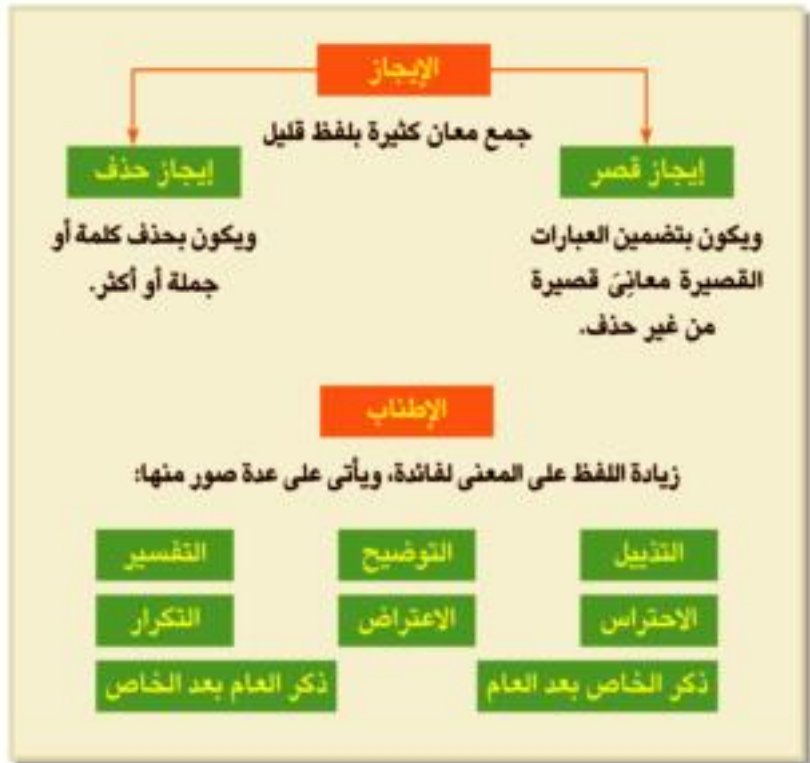 الإيجاز
جمع معان كثيرة بلفظ قليل
إيجاز قصر
ويكون بتضمين العبارات
القصيرة معانِىَ قصيرة
من غير حذف.
إيجاز حذف
ويكون بحذف كلمة أو
جملة أو أكثر.
الإطناب
زيادة اللفظ على المعنى لفائدة، ويأتى على عدة صور منها:
التذييل
التوضيح
التفسير
الاحتراس
الاعتراض
التكرار
ذكر الخاص بعد العام
ذكر العام بعد الخاص